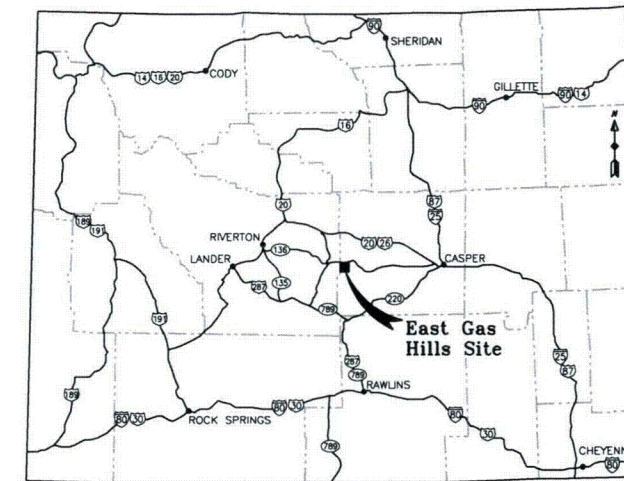 90
SHERIDAN
14 16 20
CODY
GILLETTE
90
90 14
N
16
20
87
25
189
191
RIVERTON
136
20 26
LANDER
CASPER
287
135
220
789
East Gas
Hills Site
191
287
789
25
87
189
RAWLINS
80 30
ROCK SPRINGS
80 30
80
30
789
CHEYENN
80